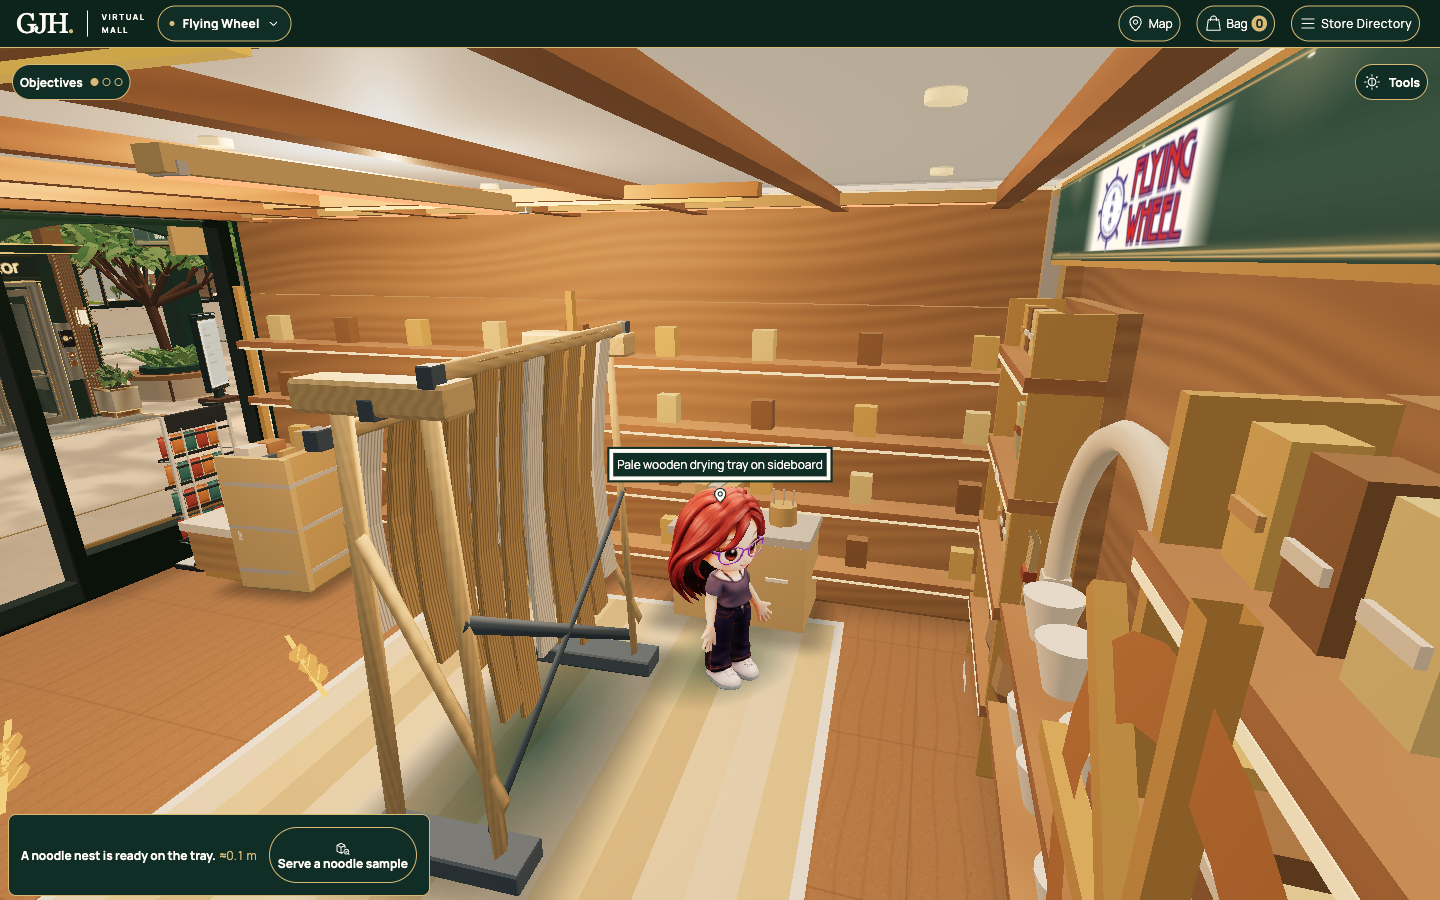 GJH.
VIRTUAL
MALL
Flying Wheel
Map
Bag 0
Store Directory
Objectives
Tools
FLYING
WHEEL
or
Pale wooden drying tray on sideboard
A noodle nest is ready on the tray. ≈0.1 m
Serve a noodle sample